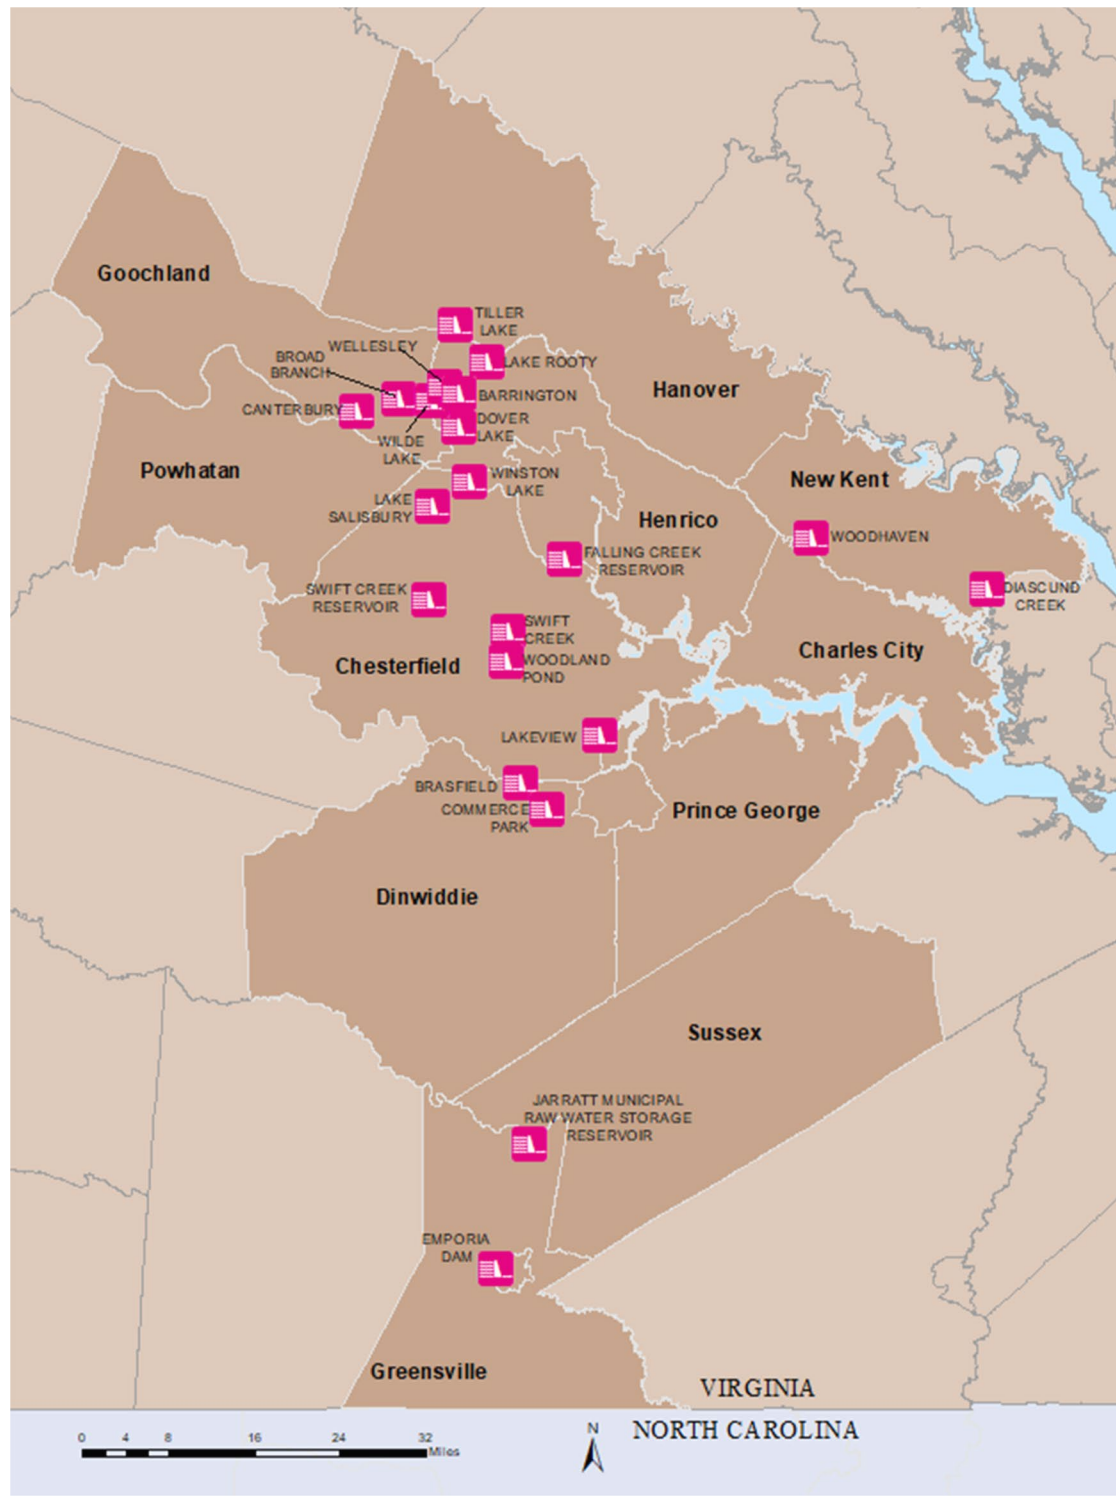 Goochland
TILLER
LAKE
WELLESLEY
BROAD
BRANCH
LAKE ROOTY
Hanover
BARRINGTON
CANTERBURY
DOVER
LAKE
WILDE
LAKE
Powhatan
WINSTON
LAKE
New Kent
LAKE
SALISBURY
Henrico
WOODHAVEN
FALLING CREEK
RESERVOIR
SWIFT CREEK
RESERVOIR
DIASCUND
CREEK
SWIFT
CREEK
Charles City
Chesterfield
WOODLAND
POND
LAKEVIEW
BRASFIELD
COMMERCE
PARK
Prince George
Dinwiddie
Sussex
JARRATT MUNICIPAL
RAW WATER STORAGE
RESERVOIR
EMPORIA
DAM
Greensville
VIRGINIA
NORTH CAROLINA
0 4 8 16 24 32
Miles
N